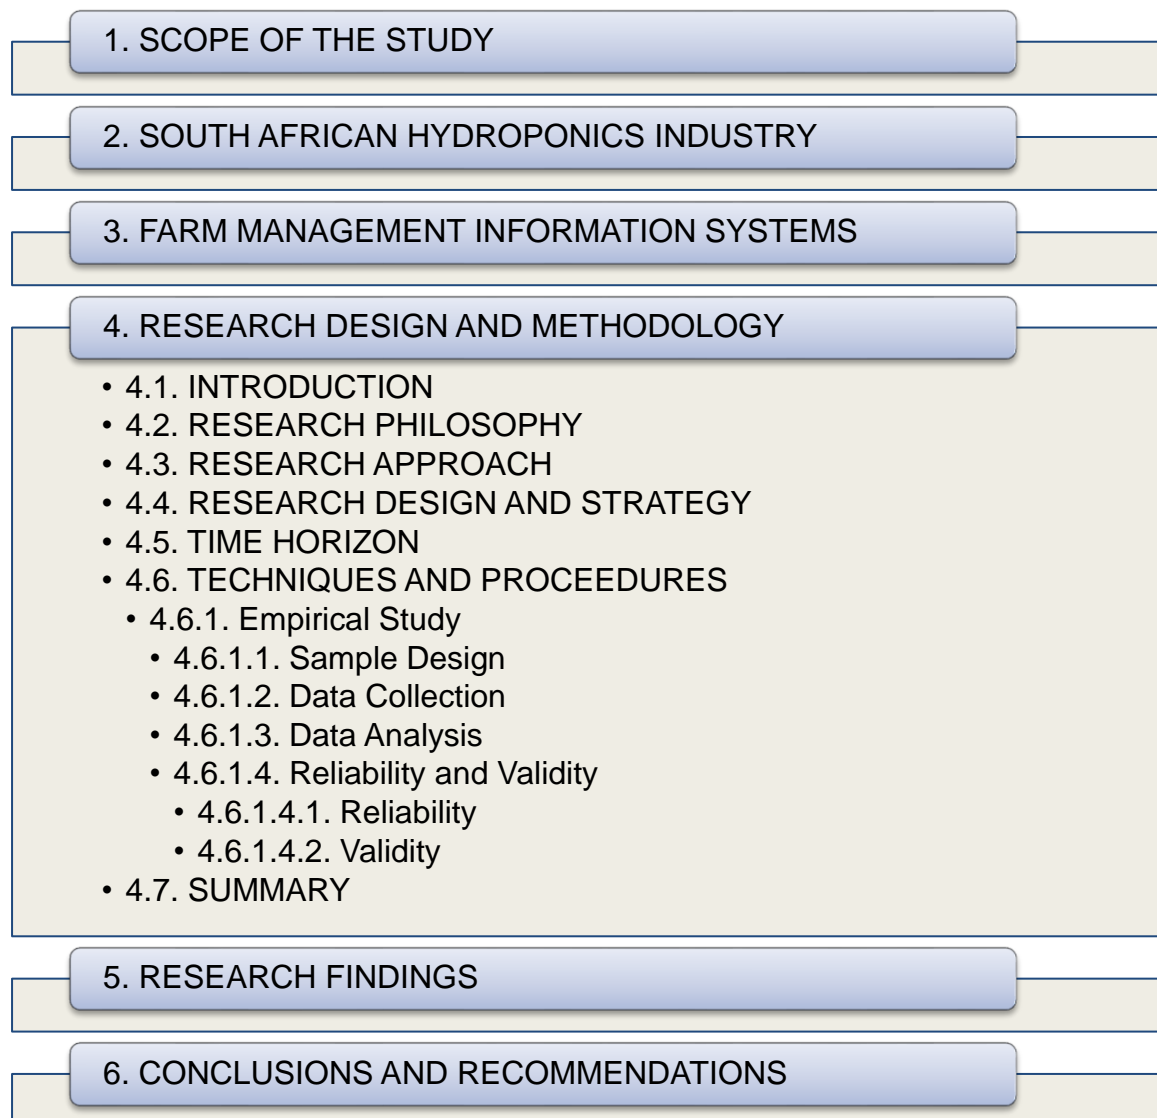 1. SCOPE OF THE STUDY
2. SOUTH AFRICAN HYDROPONICS INDUSTRY
3. FARM MANAGEMENT INFORMATION SYSTEMS
4. RESEARCH DESIGN AND METHODOLOGY
• 4.1. INTRODUCTION
• 4.2. RESEARCH PHILOSOPHY
• 4.3. RESEARCH APPROACH
• 4.4. RESEARCH DESIGN AND STRATEGY
• 4.5. TIME HORIZON
• 4.6. TECHNIQUES AND PROCEEDURES
• 4.6.1. Empirical Study
• 4.6.1.1. Sample Design
• 4.6.1.2. Data Collection
• 4.6.1.3. Data Analysis
• 4.6.1.4. Reliability and Validity
• 4.6.1.4.1. Reliability
• 4.6.1.4.2. Validity
• 4.7. SUMMARY
5. RESEARCH FINDINGS
6. CONCLUSIONS AND RECOMMENDATIONS